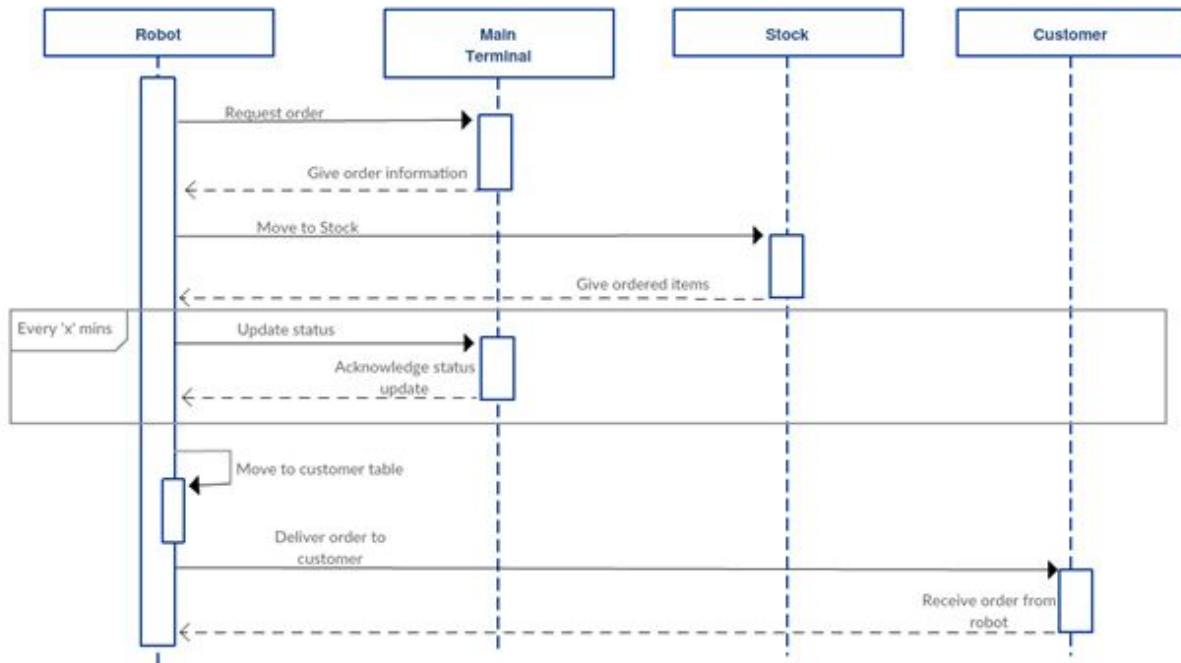 Robot
Main
Terminal
Stock
Customer
Request order
Give order information
Move to Stock
Give ordered items
Every 'x' mins
Update status
Acknowledge status
update
Move to customer table
Deliver order to
customer
Receive order from
robot